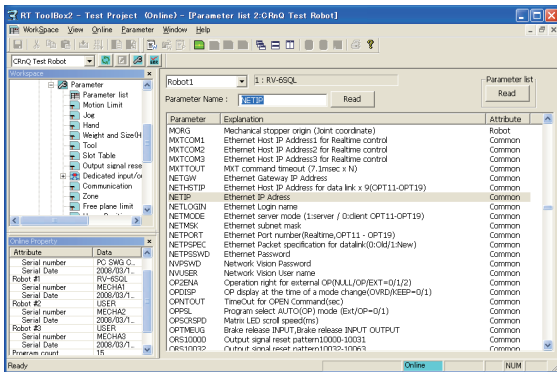 RT ToolBox2 - Test Project (Online) - [Parameter list 2:CRnQ Test Robot]
WorkSpace View Online Parameter Window Help
CRnQ Test Robot
Workspace
Parameter
Parameter list
Motion Limit
Jog
Hand
Weight and Size(H
Tool
Slot Table
Output signal rese
Dedicated input/ou
Communication
Zone
Free plane limit
Online Property
Attribute Data
Serial number PC SWG C...
Serial Date 2008/03/1...
Robot #1 RV-6SQL
Serial number MECHA1
Robot #2 USER
Serial number MECHA2
Serial Date 2008/03/1...
Robot #3 USER
Serial number MECHA3
Serial Date 2008/03/1...
Program count 15
Robot1 1 : RV-6SQL
Parameter list
Read
Parameter Name : NETIP Read
Parameter Explanation Attribute
MORG Mechanical stopper origin (Joint coordinate) Robot
MXTCOM1 Ethernet Host IP Address1 for Realtime control Common
MXTCOM2 Ethernet Host IP Address2 for Realtime control Common
MXTCOM3 Ethernet Host IP Address3 for Realtime control Common
MXTTOUT MXT command timeout (7.1msec x N) Common
NETGW Ethernet Gateway IP Address Common
NETHSTIP Ethernet Host IP Address for data link x 9(OPT11-OPT19) Common
NETIP Ethernet IP Adress Common
NETLOGIN Ethernet Login name Common
NETMODE Ethernet server mode (1:server / 0:client OPT11-OPT19) Common
NETMSK Ethernet subnet mask Common
NETPORT Ethernet Port number(Realtime,OPT11 - OPT19) Common
NETPSPEC Ethernet Packet specification for datalink(0:Old/1:New) Common
NETPSSWD Ethernet Password Common
NVPSWD Network Vision Password Common
NVUSER Network Vision User name Common
OP2ENA Operation right for external OP(NULL/OP/EXT=0/1/2) Common
OPDISP OP display at the time of a mode change(OVRD/KEEP=0/1) Common
OPNTOUT TimeOut for OPEN Command(sec) Common
OPPSL Program select AUTO(OP) mode (Ext/OP=0/1) Common
OPSCRSPD Matrix LED scroll speed(ms) Common
OPTMEUG Brake release INPUT,Brake release INPUT OUTPUT Common
ORS10000 Output signal reset pattern10000-10031 Common
ORS10032 Output signal reset pattern10032-10063 Common
Ready Online NUM